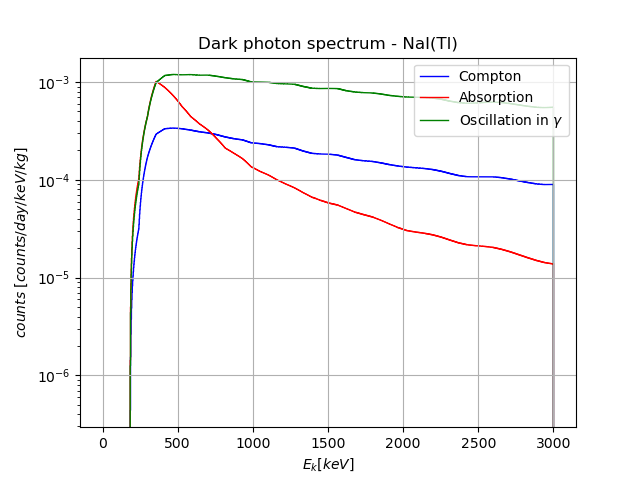 Dark photon spectrum - NaI(Tl)
Compton
Absorption
Oscillation in γ
10⁻³
10⁻⁴
10⁻⁵
10⁻⁶
counts [counts/day/keV/kg]
0 500 1000 1500 2000 2500 3000
Eₖ[keV]